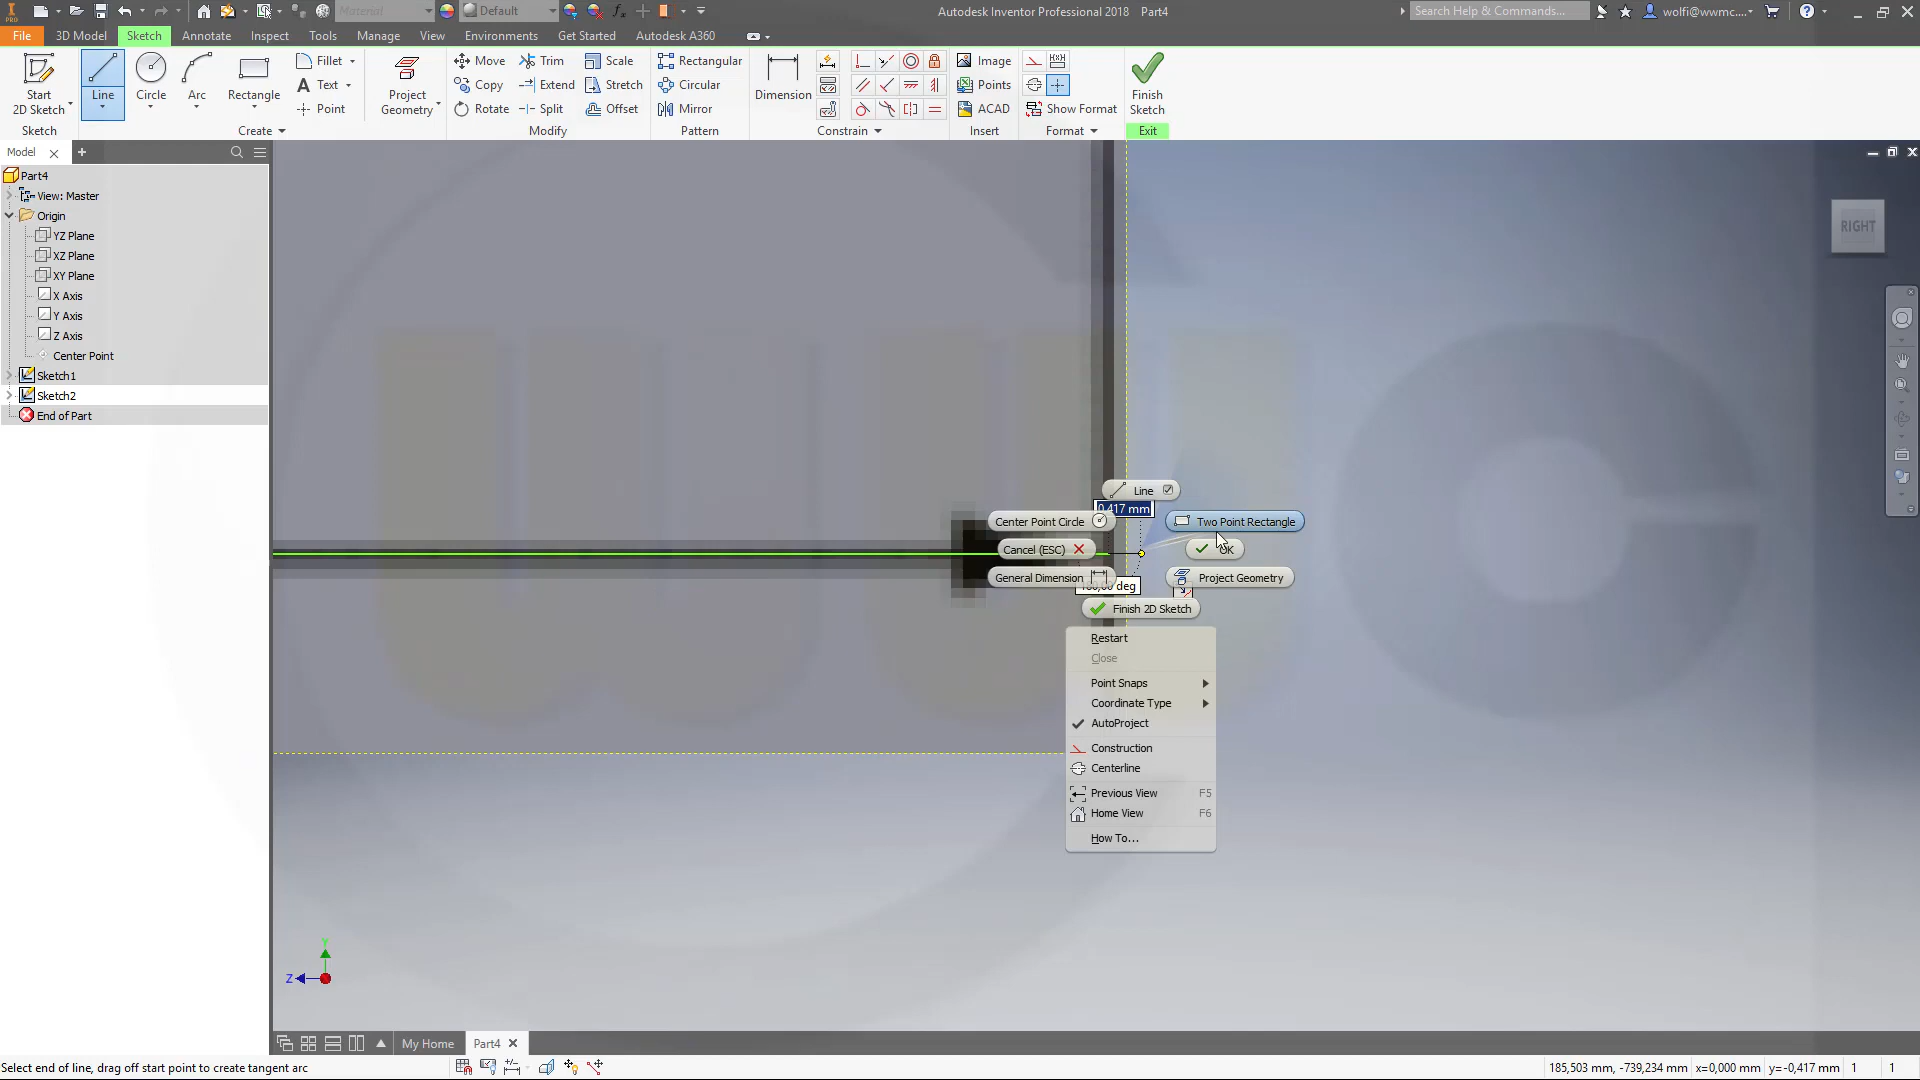 Material
Default
Autodesk Inventor Professional 2018 Part4
Search Help & Commands...
wolfi@wwmc....
PRO
File
3D Model
Sketch
Annotate
Inspect
Tools
Manage
View
Environments
Get Started
Autodesk A360
Start
2D Sketch
Line
Circle
Arc
Rectangle
Fillet
Text
Point
Project
Geometry
Move
Copy
Rotate
Trim
Extend
Split
Scale
Stretch
Offset
Rectangular
Circular
Mirror
Dimension
Image
Points
ACAD
Show Format
Finish
Sketch
Sketch
Create
Modify
Pattern
Constrain
Insert
Format
Exit
Model
Part4
View: Master
Origin
YZ Plane
XZ Plane
XY Plane
X Axis
Y Axis
Z Axis
Center Point
Sketch1
Sketch2
End of Part
RIGHT
Line
0,417 mm
Center Point Circle
Two Point Rectangle
Cancel (ESC)
OK
General Dimension
deg
Project Geometry
Finish 2D Sketch
Restart
Close
Point Snaps
Coordinate Type
AutoProject
Construction
Centerline
Previous View F5
Home View F6
How To...
Y
Z
My Home
Part4
Select end of line, drag off start point to create tangent arc
185,503 mm, -739,234 mm x=0,000 mm y=-0,417 mm 1 1